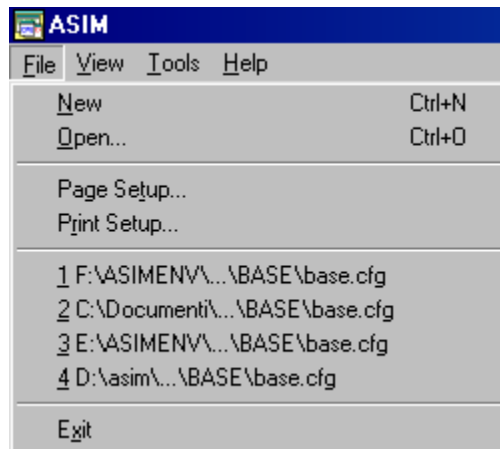 ASIM
File View Tools Help
New Ctrl+N
Open... Ctrl+O
Page Setup...
Print Setup...
1 F:\ASIMENV\...\BASE\base.cfg
2 C:\Documenti\...\BASE\base.cfg
3 E:\ASIMENV\...\BASE\base.cfg
4 D:\asim\...\BASE\base.cfg
Exit